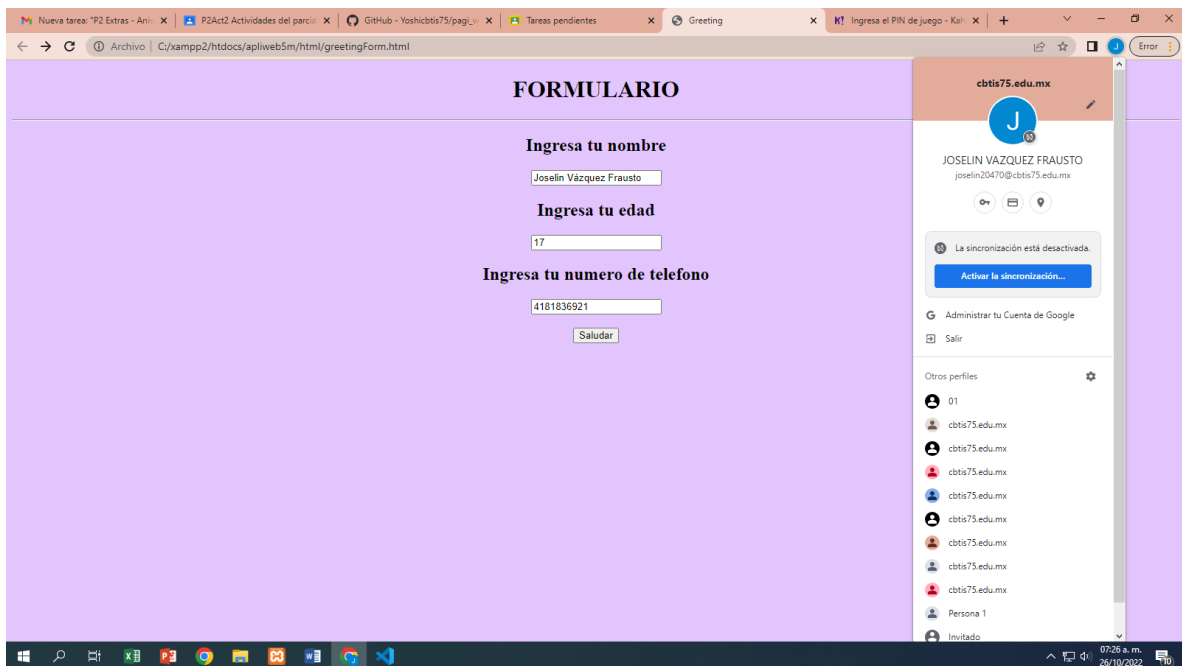 Nueva tarea: "P2 Extras - Aniv
P2Act2 Actividades del parcia
GitHub - Yoshicbtis75/pagi_w
Tareas pendientes
Greeting
K! Ingresa el PIN de juego - Kah
Archivo | C:/xampp2/htdocs/apliweb5m/html/greetingForm.html
J
Error
FORMULARIO
Ingresa tu nombre
Joselin Vázquez Frausto
Ingresa tu edad
17
Ingresa tu numero de telefono
4181836921
Saludar
cbtis75.edu.mx
J
JOSELIN VAZQUEZ FRAUSTO
joselin20470@cbtis75.edu.mx
La sincronización está desactivada.
Activar la sincronización...
G Administrar tu Cuenta de Google
Salir
Otros perfiles
01
cbtis75.edu.mx
cbtis75.edu.mx
cbtis75.edu.mx
cbtis75.edu.mx
cbtis75.edu.mx
cbtis75.edu.mx
cbtis75.edu.mx
cbtis75.edu.mx
Persona 1
Invitado
07:26 a. m.
26/10/2022
10